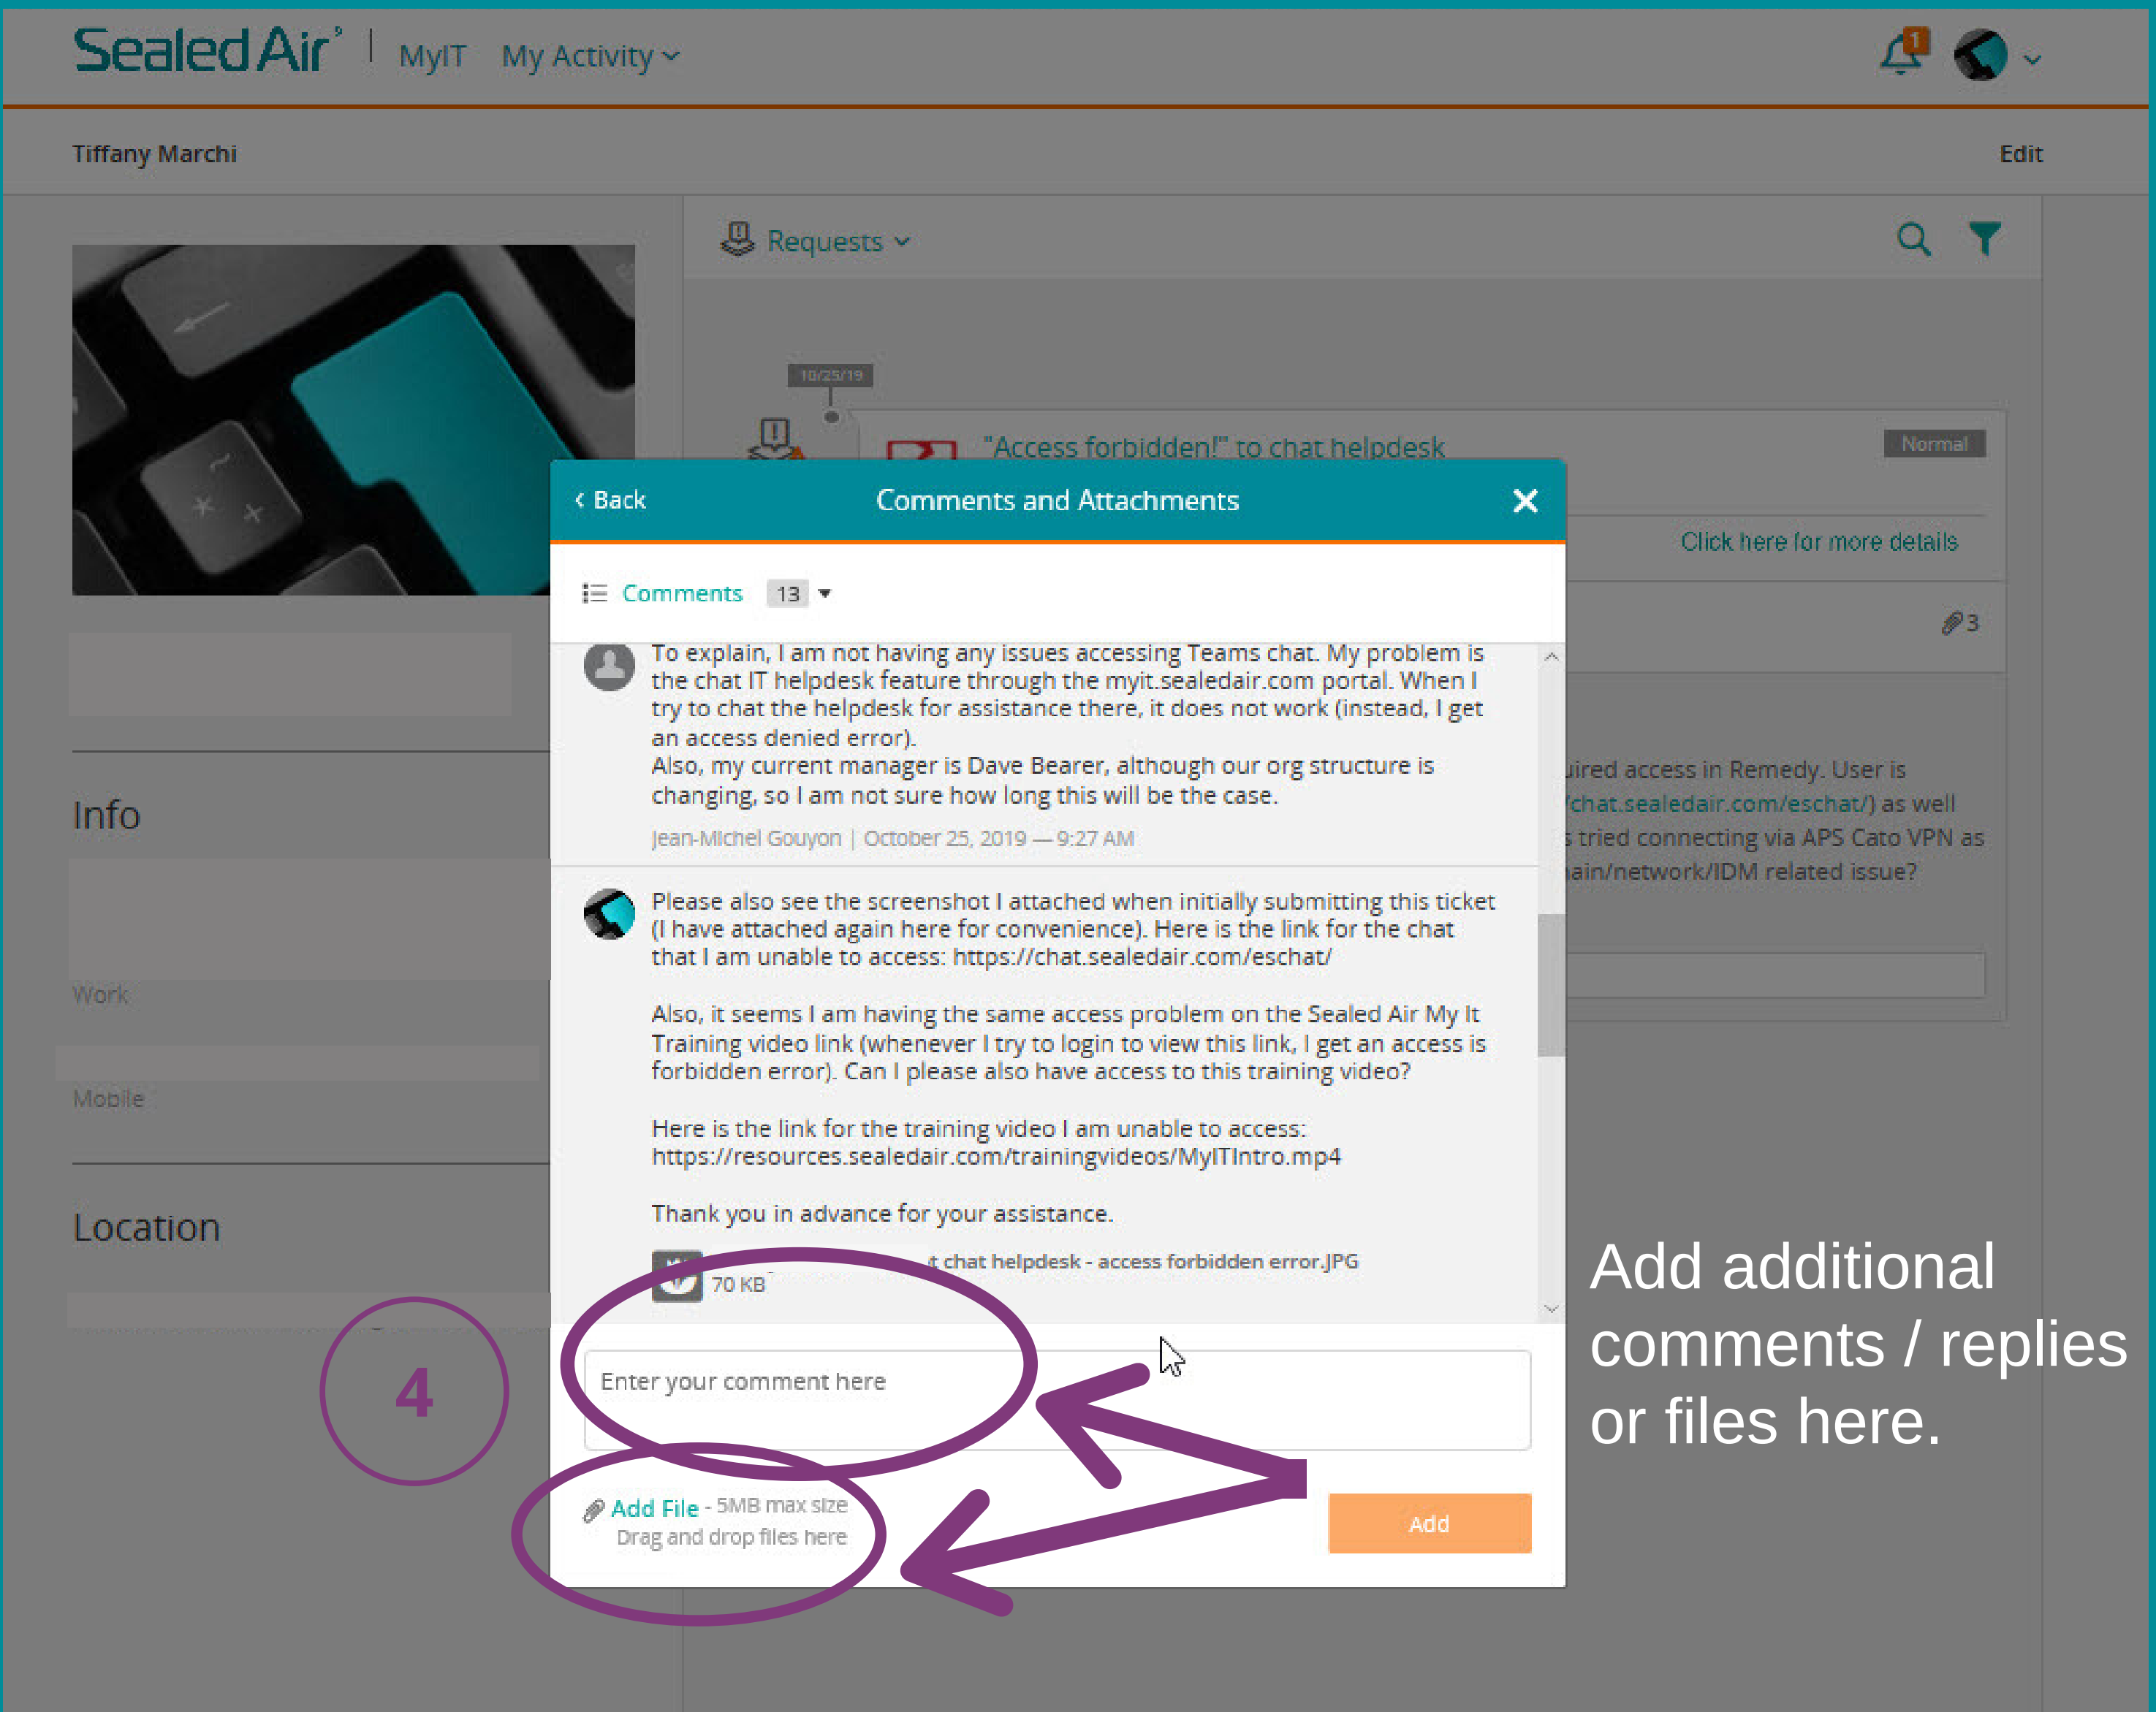 Sealed Air® | MyIT My Activity
1
Tiffany Marchi
Edit
Requests
10/25/19
"Access forbidden!" to chat helpdesk
Normal
Click here for more details
3
uired access in Remedy. User is
/chat.sealedair.com/eschat/) as well
s tried connecting via APS Cato VPN as
ain/network/IDM related issue?
Info
Work
Mobile
Location
< Back
Comments and Attachments
Comments 13
To explain, I am not having any issues accessing Teams chat. My problem is
the chat IT helpdesk feature through the myit.sealedair.com portal. When I
try to chat the helpdesk for assistance there, it does not work (instead, I get
an access denied error).
Also, my current manager is Dave Bearer, although our org structure is
changing, so I am not sure how long this will be the case.
Jean-Michel Gouyon | October 25, 2019 — 9:27 AM
Please also see the screenshot I attached when initially submitting this ticket
(I have attached again here for convenience). Here is the link for the chat
that I am unable to access: https://chat.sealedair.com/eschat/
Also, it seems I am having the same access problem on the Sealed Air My It
Training video link (whenever I try to login to view this link, I get an access is
forbidden error). Can I please also have access to this training video?
Here is the link for the training video I am unable to access:
https://resources.sealedair.com/trainingvideos/MyITIntro.mp4
Thank you in advance for your assistance.
t chat helpdesk - access forbidden error.JPG
70 KB
Enter your comment here
Add File - 5MB max size
Drag and drop files here
Add
4
Add additional
comments / replies
or files here.